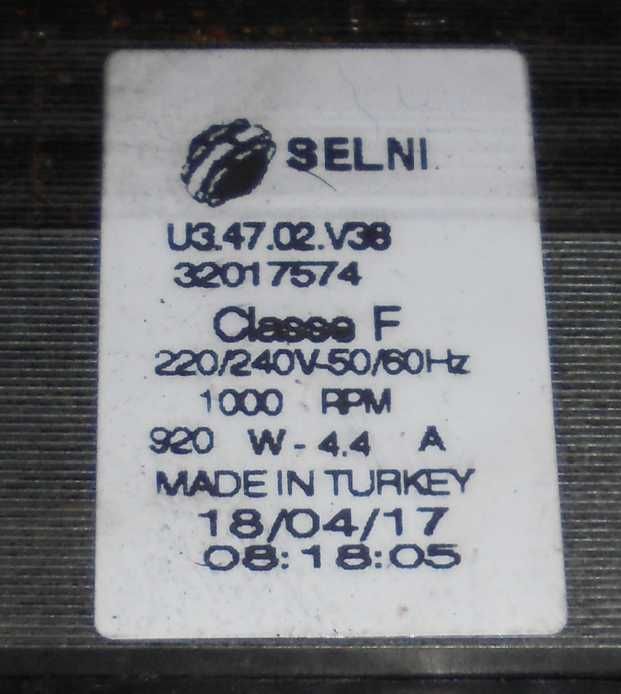 SELNI
U3.47.02.V38
32017574
Classe F
220/240V-50/60Hz
1000 RPM
920 W - 4.4 A
MADE IN TURKEY
18/04/17
08:18:05